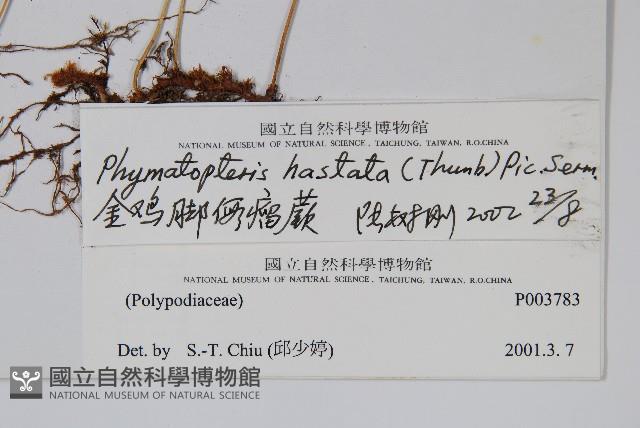 國立自然科學博物館
NATIONAL MUSEUM OF NATURAL SCIENCE, TAICHUNG, TAIWAN, R.O.CHINA
Phymatopteris hastata (Thunb) Pic. Serm.
金鸡脚假瘤蕨 陽 2002 23/8
國立自然科學博物館
NATIONAL MUSEUM OF NATURAL SCIENCE, TAICHUNG, TAIWAN, R.O.CHINA
(Polypodiaceae) P003783
Det. by S.-T. Chiu (邱少婷) 2001.3. 7
國立自然科學博物館
NATIONAL MUSEUM OF NATURAL SCIENCE